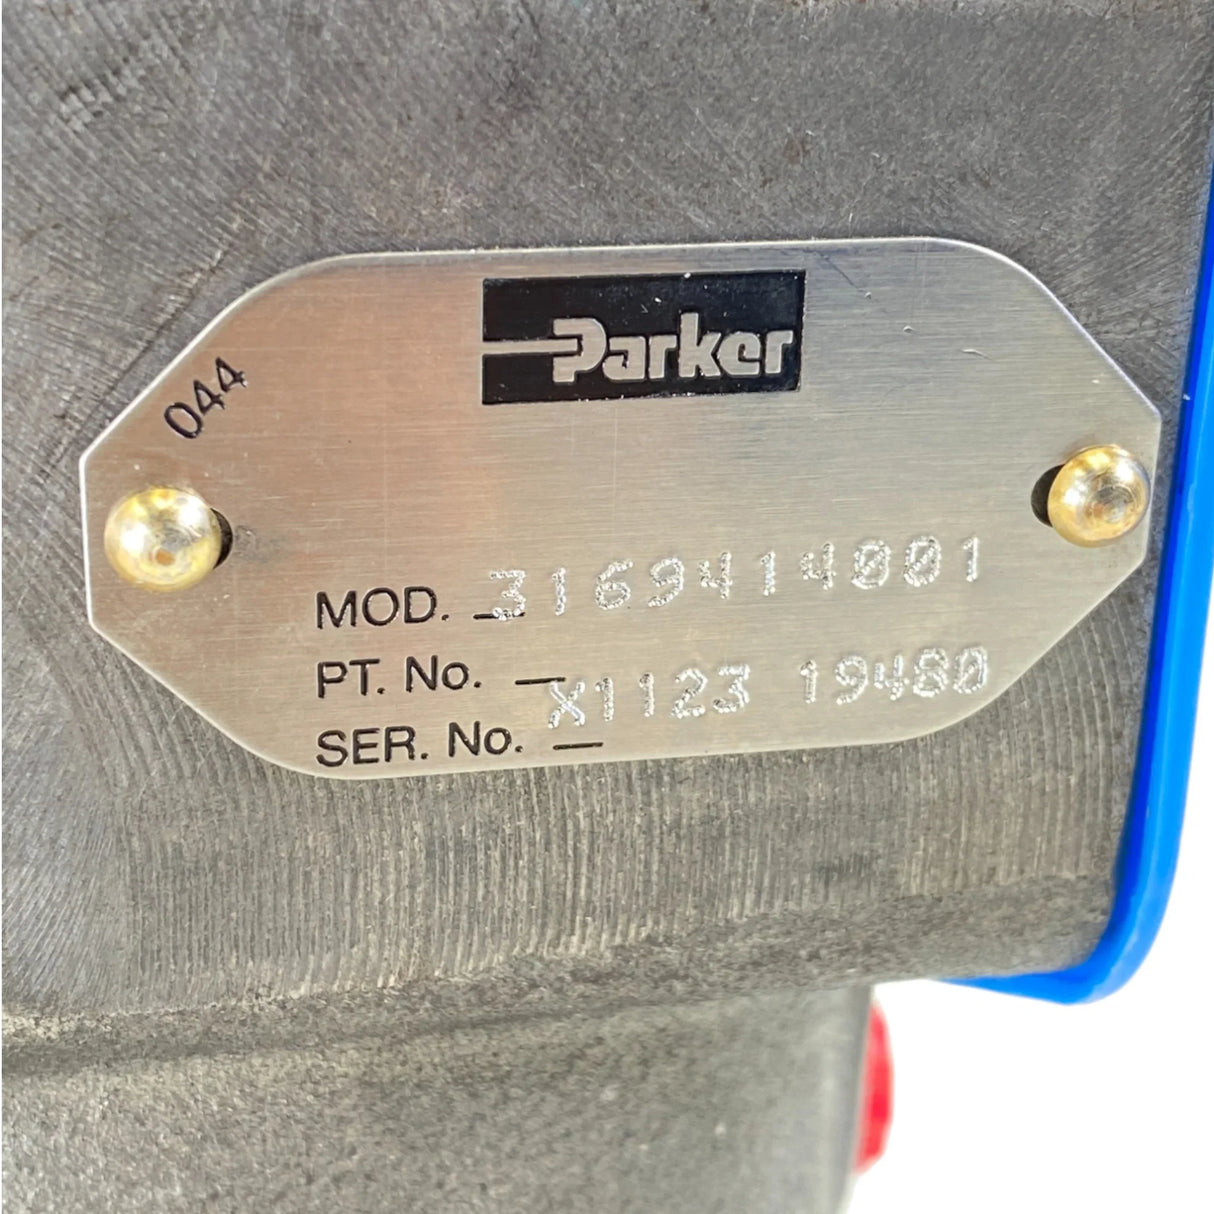 Parker
044
MOD. 3169414001
PT. No. X1123 19480
SER. No.